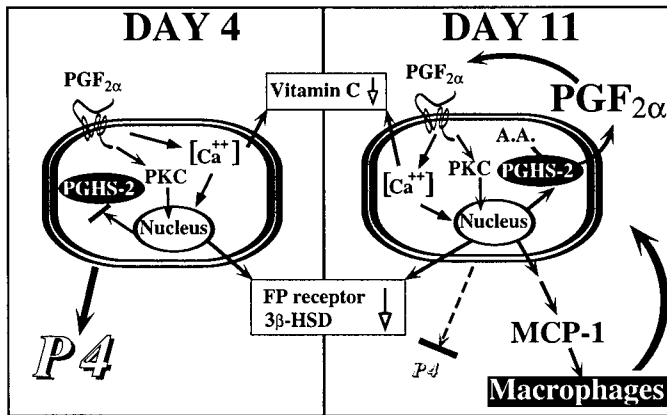 DAY 4
PGF2α
[Ca++]
PKC
PGHS-2
Nucleus
P4
Vitamin C
FP receptor
3β-HSD
DAY 11
PGF2α
PGF2α
A.A.
PKC
PGHS-2
[Ca++]
Nucleus
MCP-1
P4
Macrophages